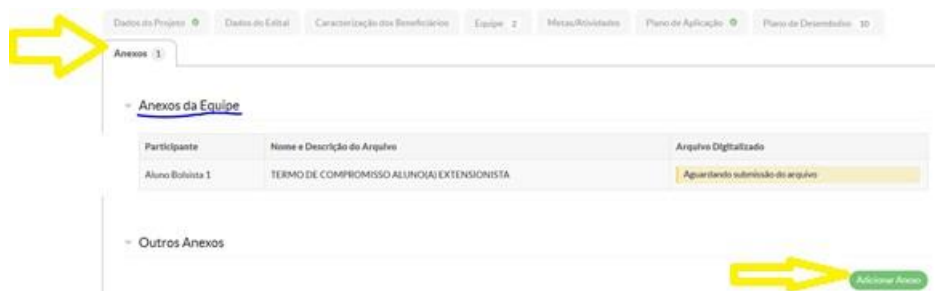 Dados do Projeto Dados do Edital Caracterização dos Beneficiários Equipe 2 Metas/Atividades Plano de Aplicação Plano de Desembolso 10
Anexos 1
Anexos da Equipe
Participante Nome e Descrição do Arquivo Arquivo Digitalizado
Aluno Bolsista 1 TERMO DE COMPROMISSO ALUNO(A) EXTENSIONISTA Aguardando submissão do arquivo
Outros Anexos
Adicionar Anexo